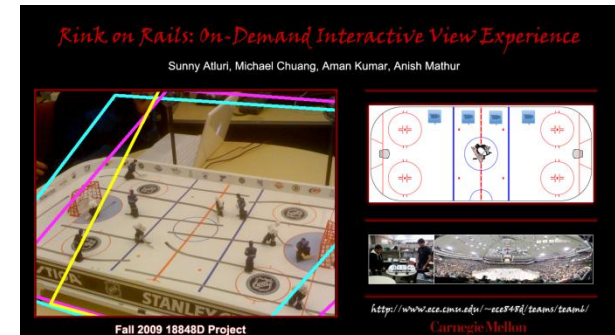 Rink on Rails: On-Demand Interactive View Experience
Sunny Atluri, Michael Chuang, Aman Kumar, Anish Mathur
STANLEY
http://www.ece.cmu.edu/~ece848d/teams/team6/
Fall 2009 18848D Project
Carnegie Mellon